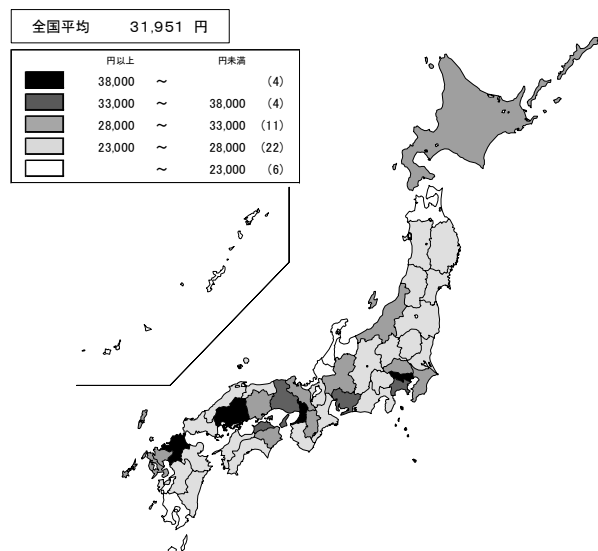 全国平均 31,951 円
円以上 円未満
38,000 ～ (4)
33,000 ～ 38,000 (4)
28,000 ～ 33,000 (11)
23,000 ～ 28,000 (22)
～ 23,000 (6)